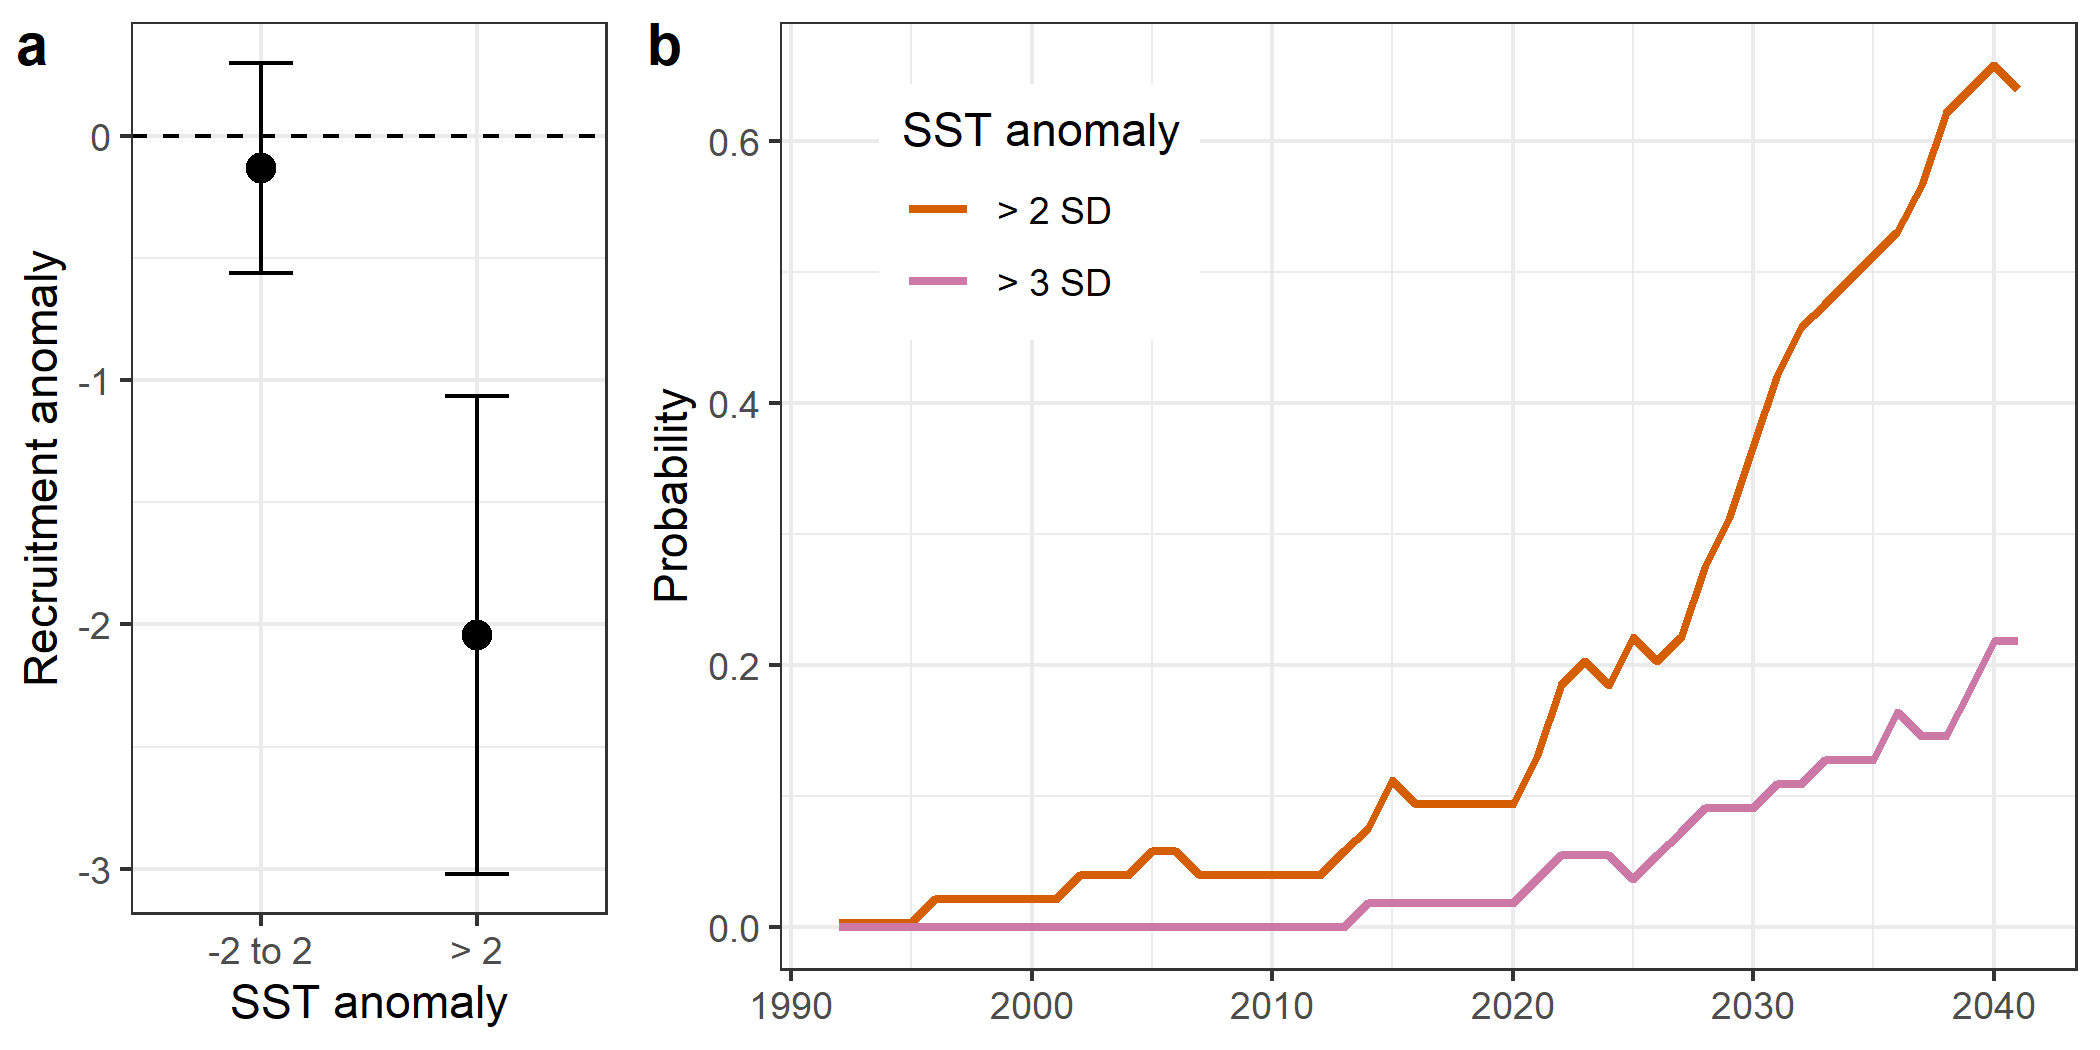 a
Recruitment anomaly
0
-1
-2
-3
-2 to 2
> 2
SST anomaly
b
Probability
0.6
0.4
0.2
0.0
SST anomaly
> 2 SD
> 3 SD
1990
2000
2010
2020
2030
2040